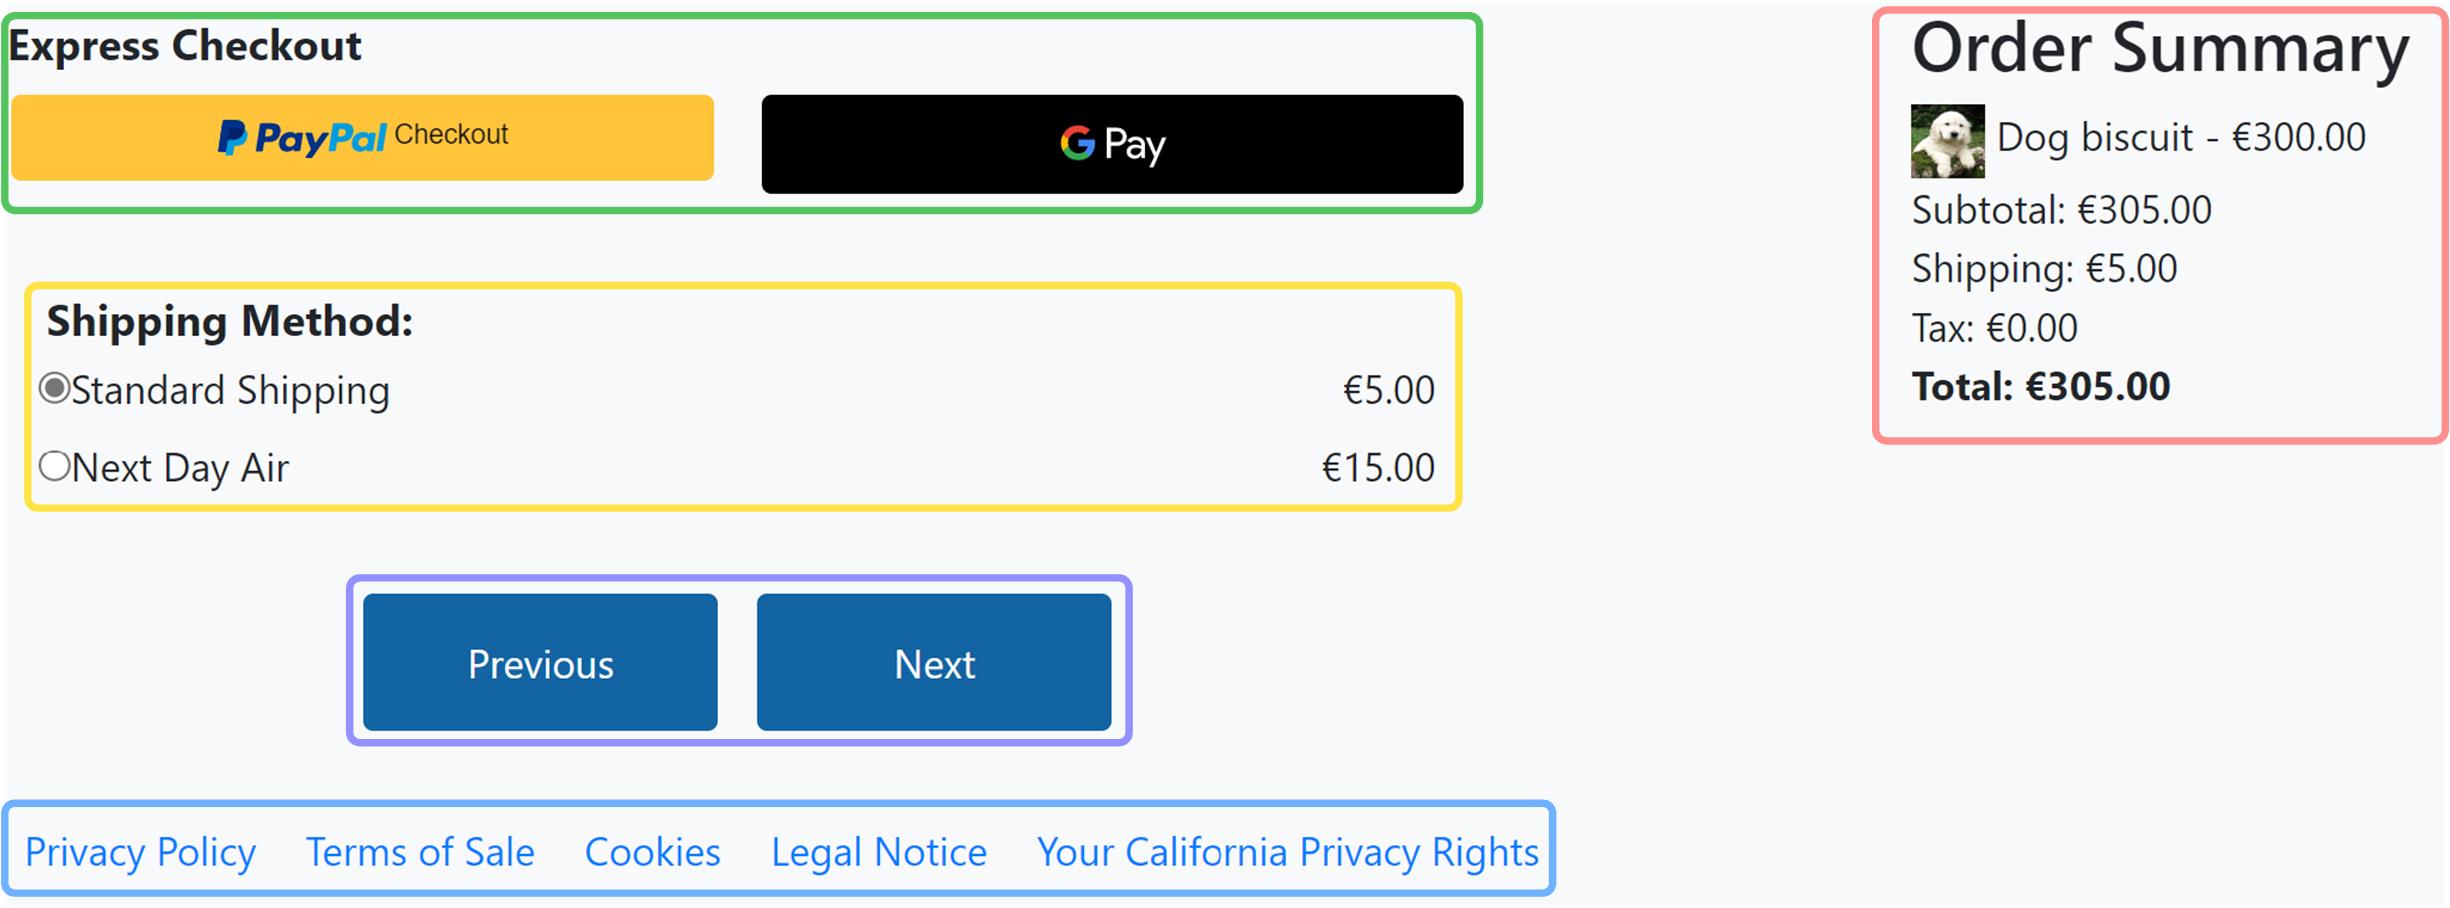 Express Checkout
PayPal Checkout
G Pay
Shipping Method:
Standard Shipping €5.00
Next Day Air €15.00
Previous Next
Privacy Policy Terms of Sale Cookies Legal Notice Your California Privacy Rights
Order Summary
Dog biscuit - €300.00
Subtotal: €305.00
Shipping: €5.00
Tax: €0.00
Total: €305.00